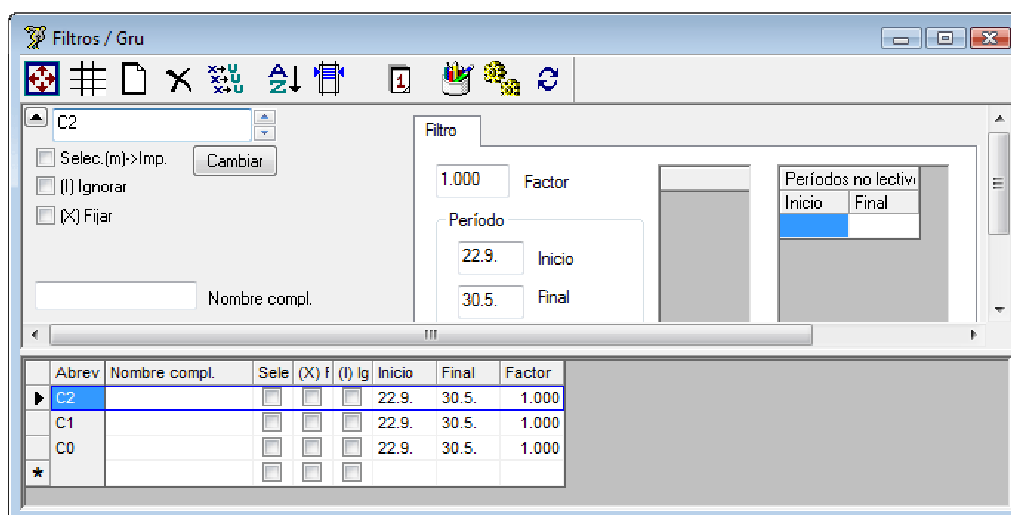 Filtros / Gru
C2
Selec.(m)->Imp.
Cambiar
(I) Ignorar
(X) Fijar
Nombre compl.
Filtro
1.000 Factor
Período
22.9. Inicio
30.5. Final
Períodos no lectiv
Inicio Final
Abrev Nombre compl. Sele (X) F (I) Ig Inicio Final Factor
C2 22.9. 30.5. 1.000
C1 22.9. 30.5. 1.000
C0 22.9. 30.5. 1.000